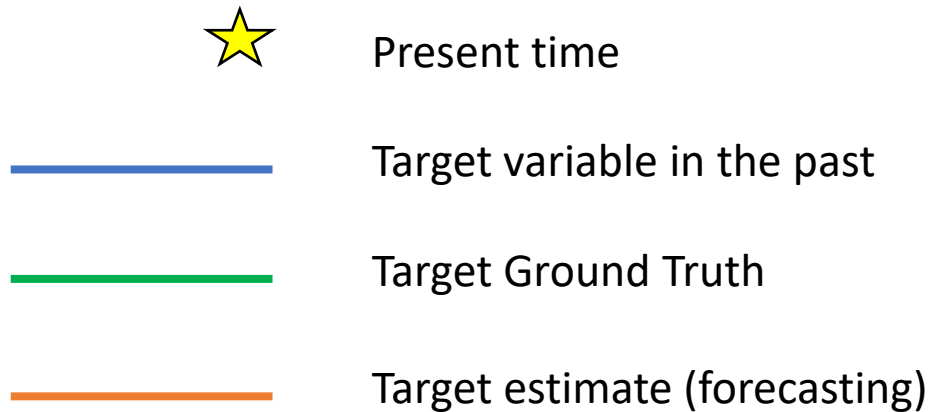 Present time
Target variable in the past
Target Ground Truth
Target estimate (forecasting)